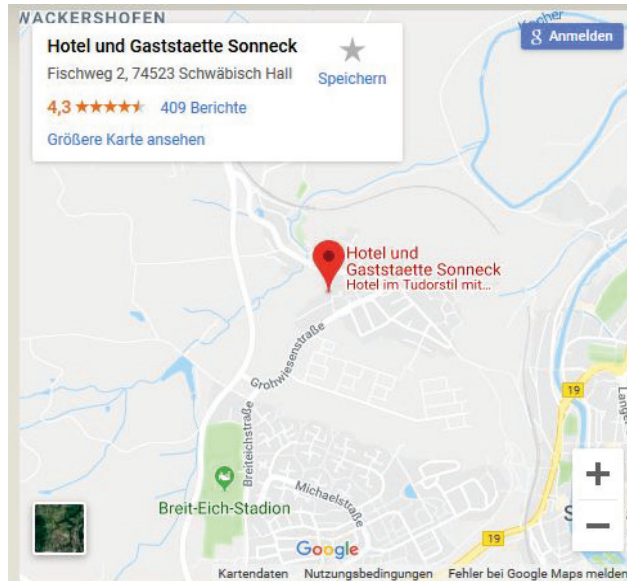 WACKERSHOFEN
Hotel und Gaststaette Sonneck
Fischweg 2, 74523 Schwäbisch Hall
4,3
409 Berichte
Größere Karte ansehen
Speichern
Kocher
Anmelden
Hotel und
Gaststaette Sonneck
Hotel im Tudorstil mit...
Grohwiesenstraße
Breiteichstraße
Breit-Eich-Stadion
Michaelstraße
19
19
Lange
S
+
−
Google
Kartendaten Nutzungsbedingungen Fehler bei Google Maps melden